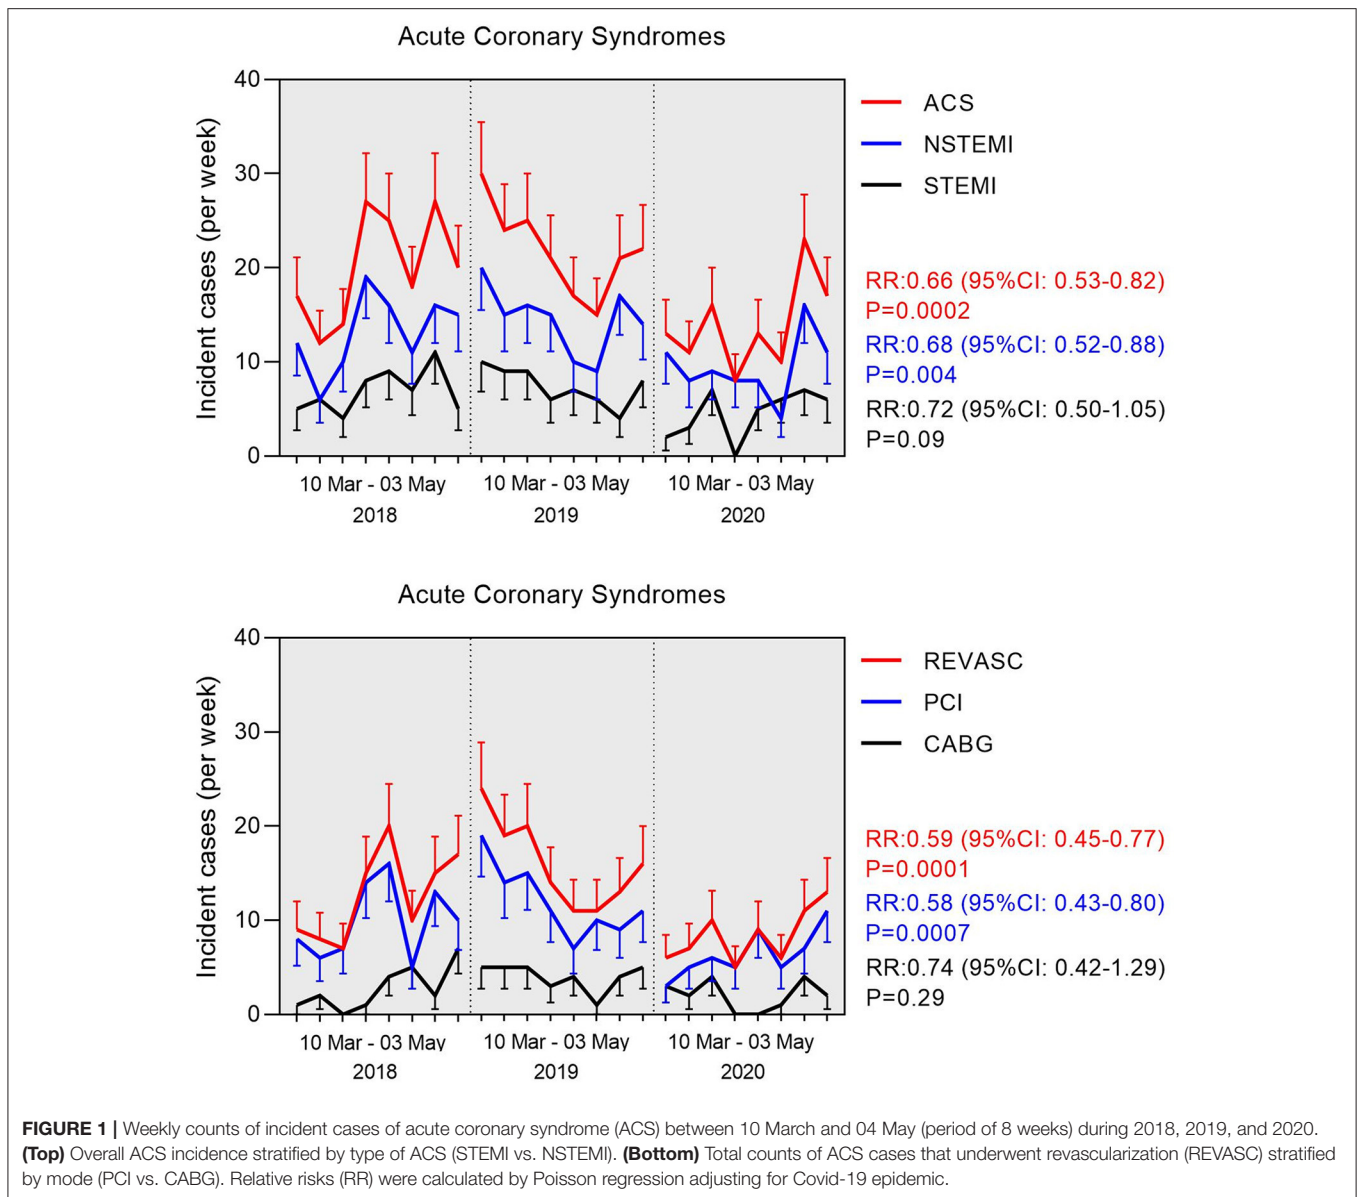 Acute Coronary Syndromes
40
30
20
10
0
Incident cases (per week)
10 Mar - 03 May
2018
10 Mar - 03 May
2019
10 Mar - 03 May
2020
ACS
NSTEMI
STEMI
RR:0.66 (95%CI: 0.53-0.82)
P=0.0002
RR:0.68 (95%CI: 0.52-0.88)
P=0.004
RR:0.72 (95%CI: 0.50-1.05)
P=0.09
Acute Coronary Syndromes
40
30
20
10
0
Incident cases (per week)
10 Mar - 03 May
2018
10 Mar - 03 May
2019
10 Mar - 03 May
2020
REVASC
PCI
CABG
RR:0.59 (95%CI: 0.45-0.77)
P=0.0001
RR:0.58 (95%CI: 0.43-0.80)
P=0.0007
RR:0.74 (95%CI: 0.42-1.29)
P=0.29
FIGURE 1 | Weekly counts of incident cases of acute coronary syndrome (ACS) between 10 March and 04 May (period of 8 weeks) during 2018, 2019, and 2020.
(Top) Overall ACS incidence stratified by type of ACS (STEMI vs. NSTEMI). (Bottom) Total counts of ACS cases that underwent revascularization (REVASC) stratified
by mode (PCI vs. CABG). Relative risks (RR) were calculated by Poisson regression adjusting for Covid-19 epidemic.